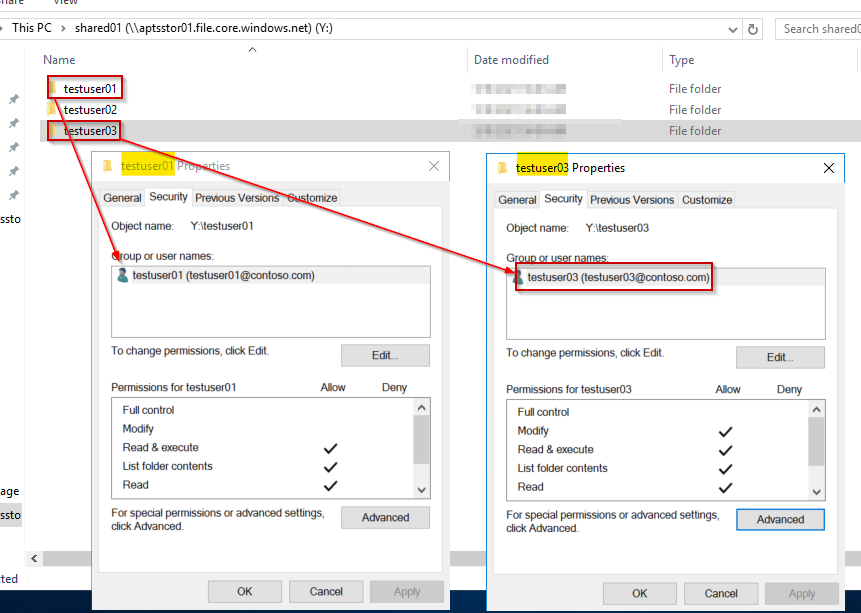 View
This PC > shared01 (\\aptsstor01.file.core.windows.net) (Y:)
Search shared0
Name
Date modified
Type
testuser01
File folder
testuser02
File folder
testuser03
File folder
ssto
age
ssto
ted
testuser01 Properties
General Security Previous Versions Customize
Object name: Y:\testuser01
Group or user names:
testuser01 (testuser01@contoso.com)
To change permissions, click Edit.
Edit...
Permissions for testuser01 Allow Deny
Full control
Modify
Read & execute
List folder contents
Read
For special permissions or advanced settings,
click Advanced.
Advanced
OK Cancel Apply
testuser03 Properties
General Security Previous Versions Customize
Object name: Y:\testuser03
Group or user names:
testuser03 (testuser03@contoso.com)
To change permissions, click Edit.
Edit...
Permissions for testuser03 Allow Deny
Full control
Modify
Read & execute
List folder contents
Read
For special permissions or advanced settings,
click Advanced.
Advanced
OK Cancel Apply